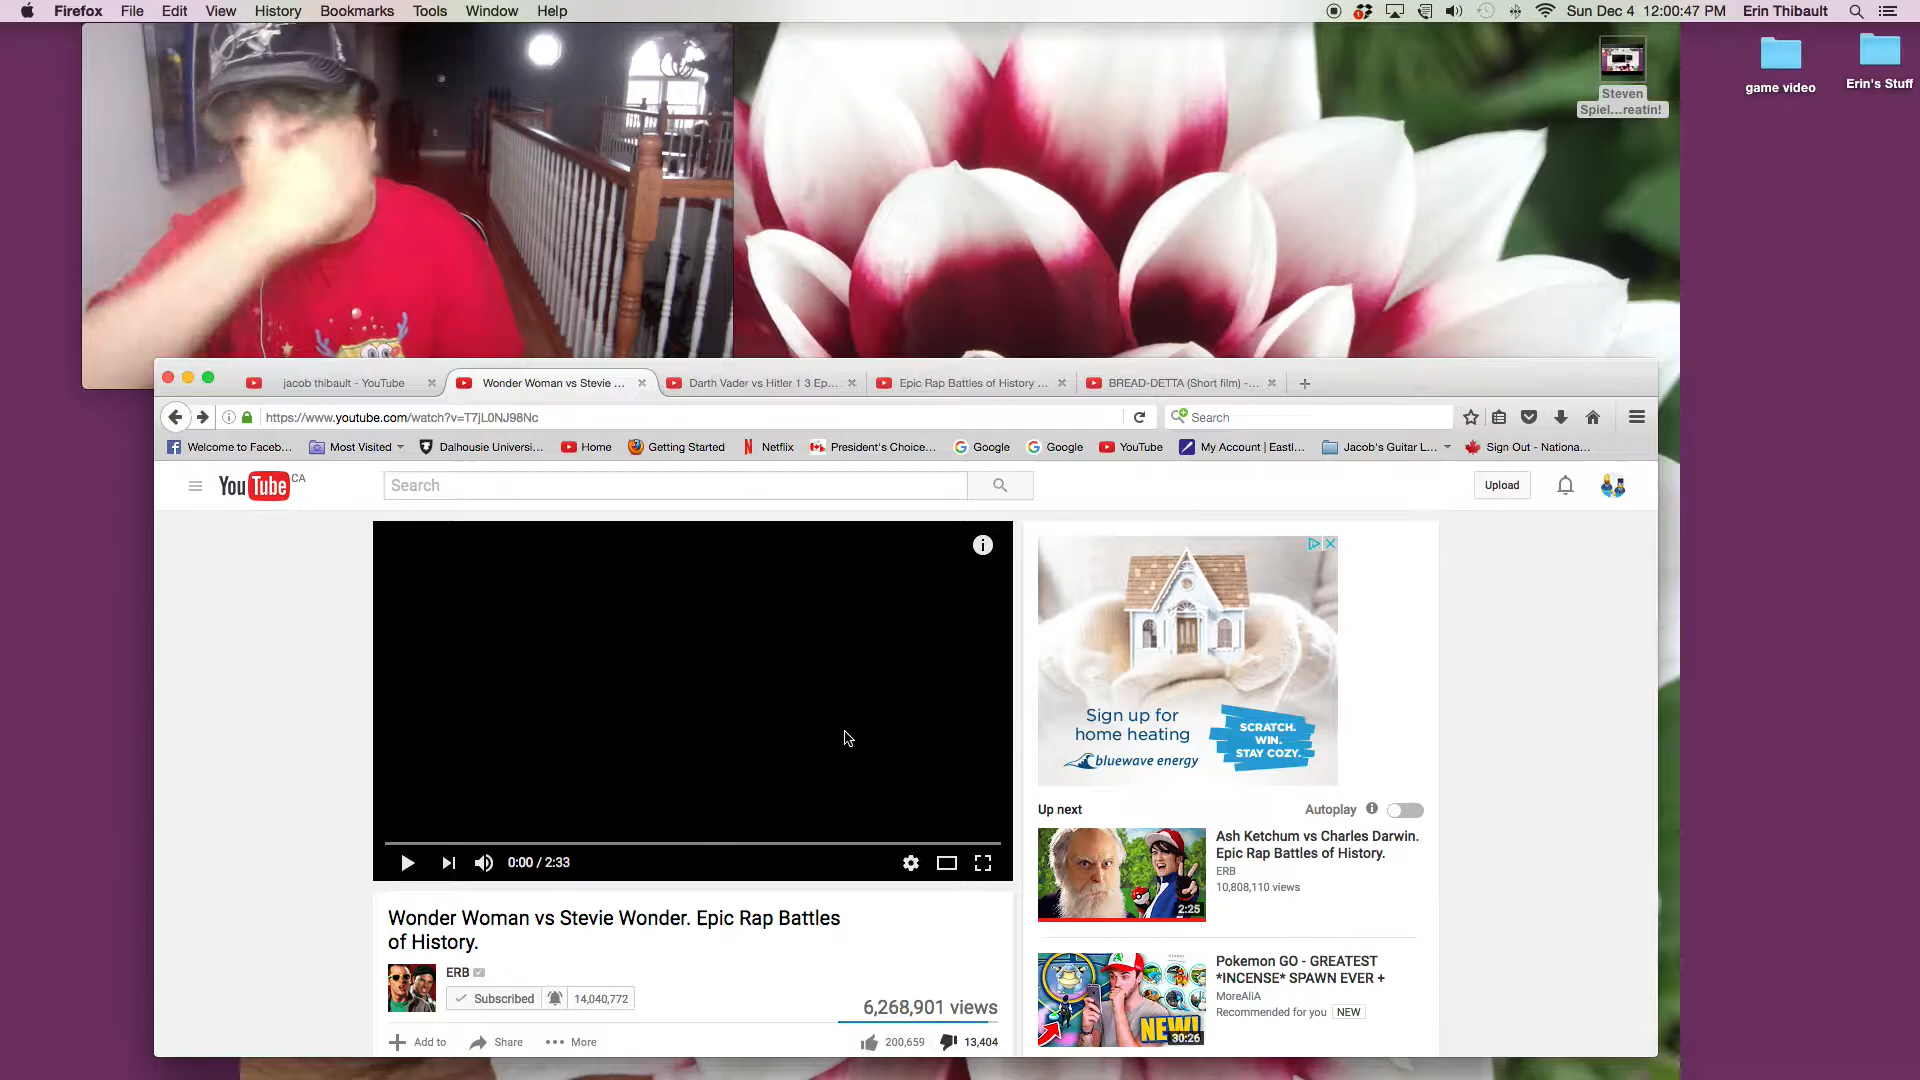 Firefox File Edit View History Bookmarks Tools Window Help
Sun Dec 4 12:00:47 PM Erin Thibault
Steven
Spiel...reatin!
game video
Erin's Stuff
jacob thibault - YouTube
Wonder Woman vs Stevie ...
Darth Vader vs Hitler 1 3 Ep...
Epic Rap Battles of History ...
BREAD-DETTA (Short film) -...
https://www.youtube.com/watch?v=T7jL0NJ98Nc
Search
Welcome to Faceb...
Most Visited
Dalhousie Universi...
Home
Getting Started
Netflix
President's Choice...
Google
Google
YouTube
My Account | Eastl...
Jacob's Guitar L...
Sign Out - Nationa...
YouTube CA
Search
Upload
0:00 / 2:33
Wonder Woman vs Stevie Wonder. Epic Rap Battles
of History.
ERB
Subscribed 14,040,772
6,268,901 views
Add to Share More
200,659 13,404
Sign up for
home heating
bluewave energy
SCRATCH.
WIN.
STAY COZY.
Up next
Autoplay
Ash Ketchum vs Charles Darwin.
Epic Rap Battles of History.
ERB
10,808,110 views
2:25
Pokemon GO - GREATEST
*INCENSE* SPAWN EVER +
MoreAliA
Recommended for you NEW
NEW!
30:26